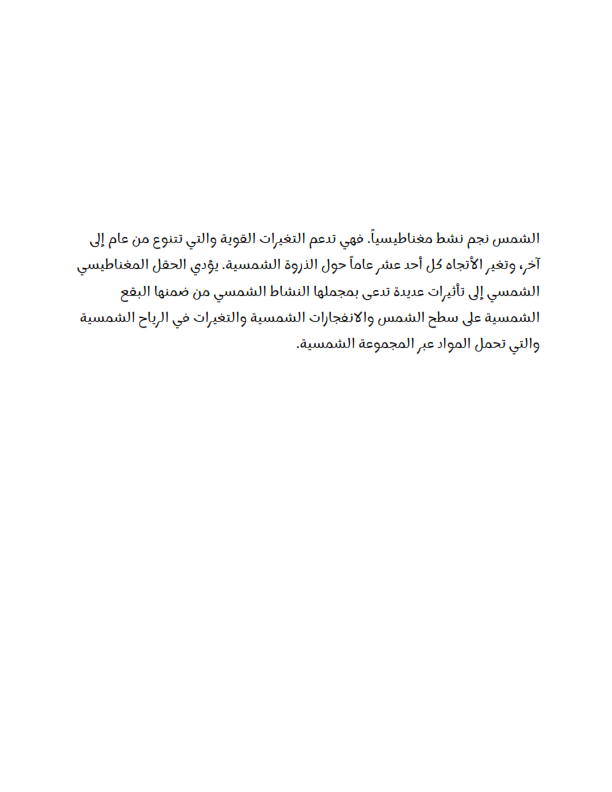 الشمس نجم نشط مغناطيسياً. فهي تدعم التغيرات القوية والتي تتنوع من عام إلى
آخر، وتغير الأتجاه كل أحد عشر عاماً حول الذروة الشمسية. يؤدي الحقل المغناطيسي
الشمسي إلى تأثيرات عديدة تدعى بمجملها النشاط الشمسي من ضمنها البقع
الشمسية على سطح الشمس والانفجارات الشمسية والتغيرات في الرياح الشمسية
والتي تحمل المواد عبر المجموعة الشمسية.